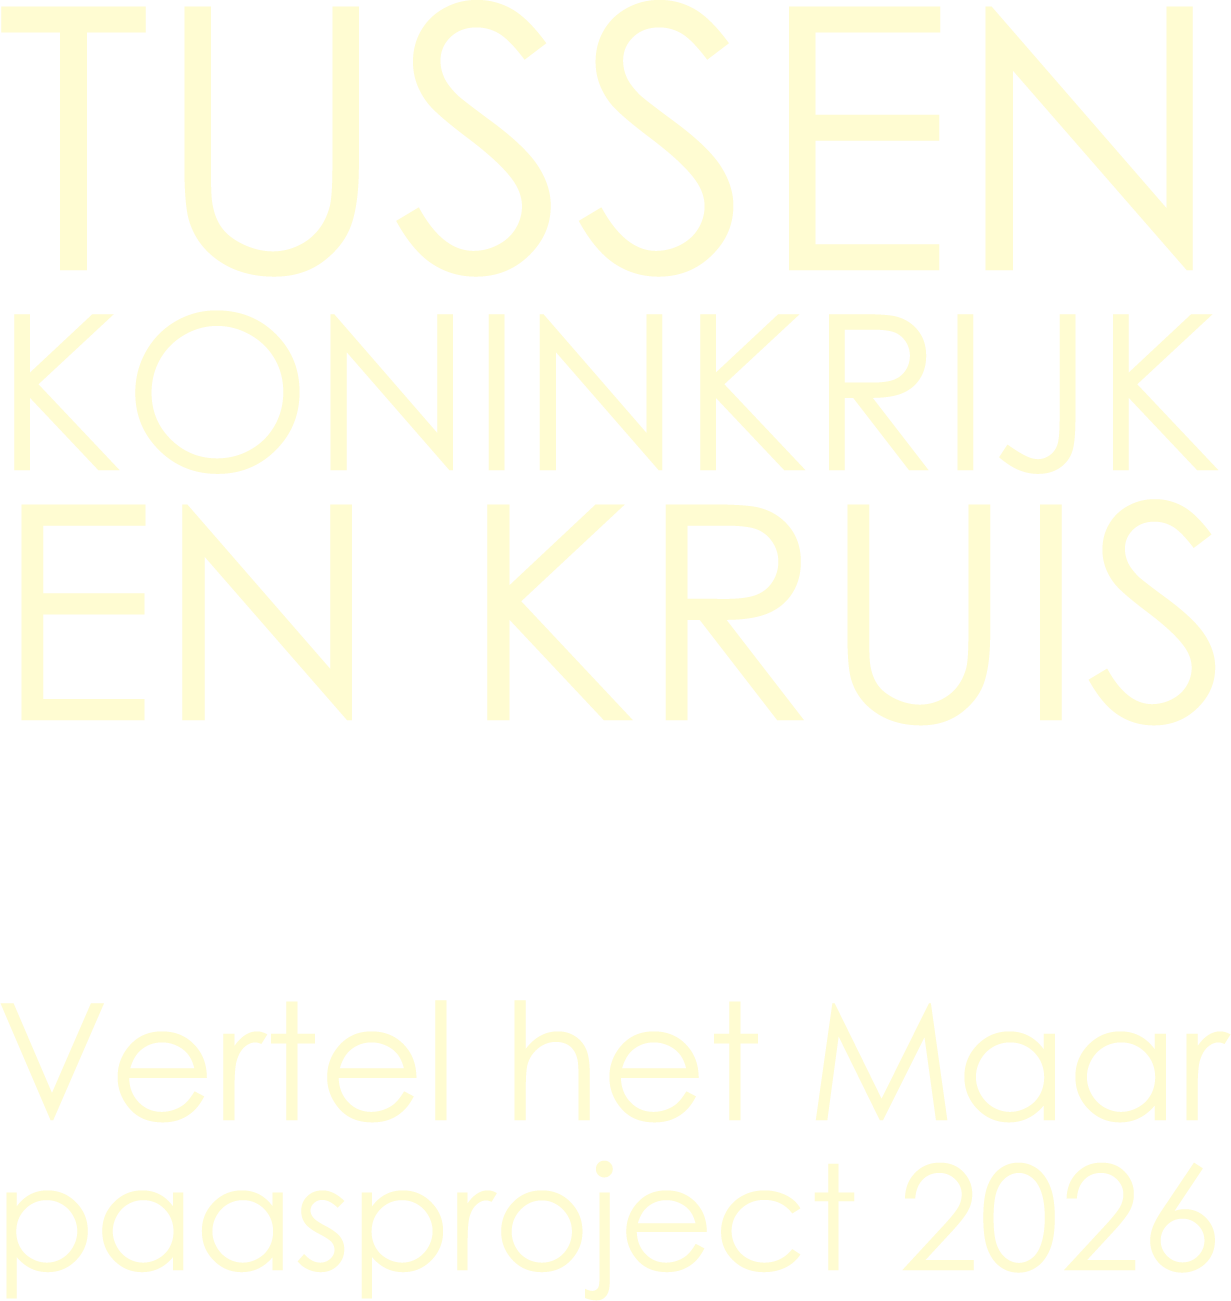 TUSSEN
KONINKRIJK
EN KRUIS
Vertel het Maar
paasproject 2026